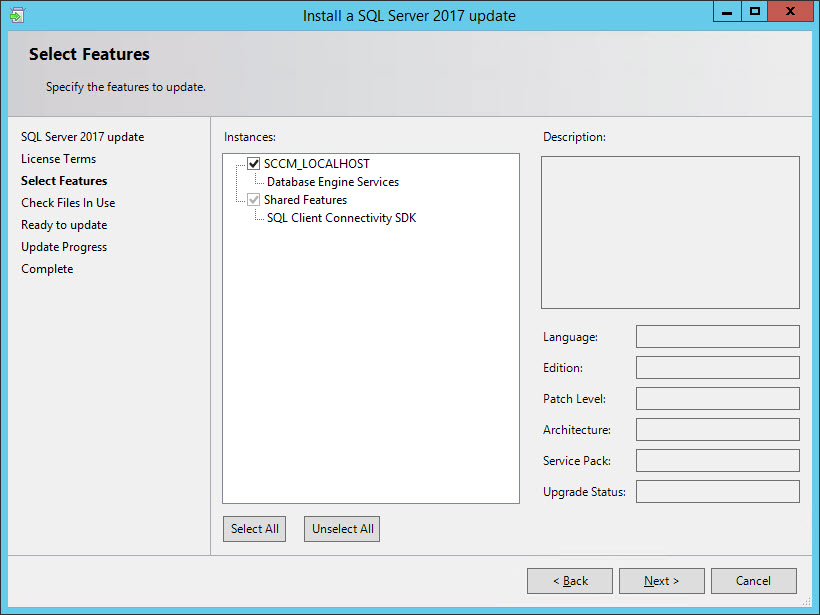 Install a SQL Server 2017 update
Select Features
Specify the features to update.
SQL Server 2017 update
License Terms
Select Features
Check Files In Use
Ready to update
Update Progress
Complete
Instances:
SCCM_LOCALHOST
Database Engine Services
Shared Features
SQL Client Connectivity SDK
Select All
Unselect All
Description:
Language:
Edition:
Patch Level:
Architecture:
Service Pack:
Upgrade Status:
< Back
Next >
Cancel